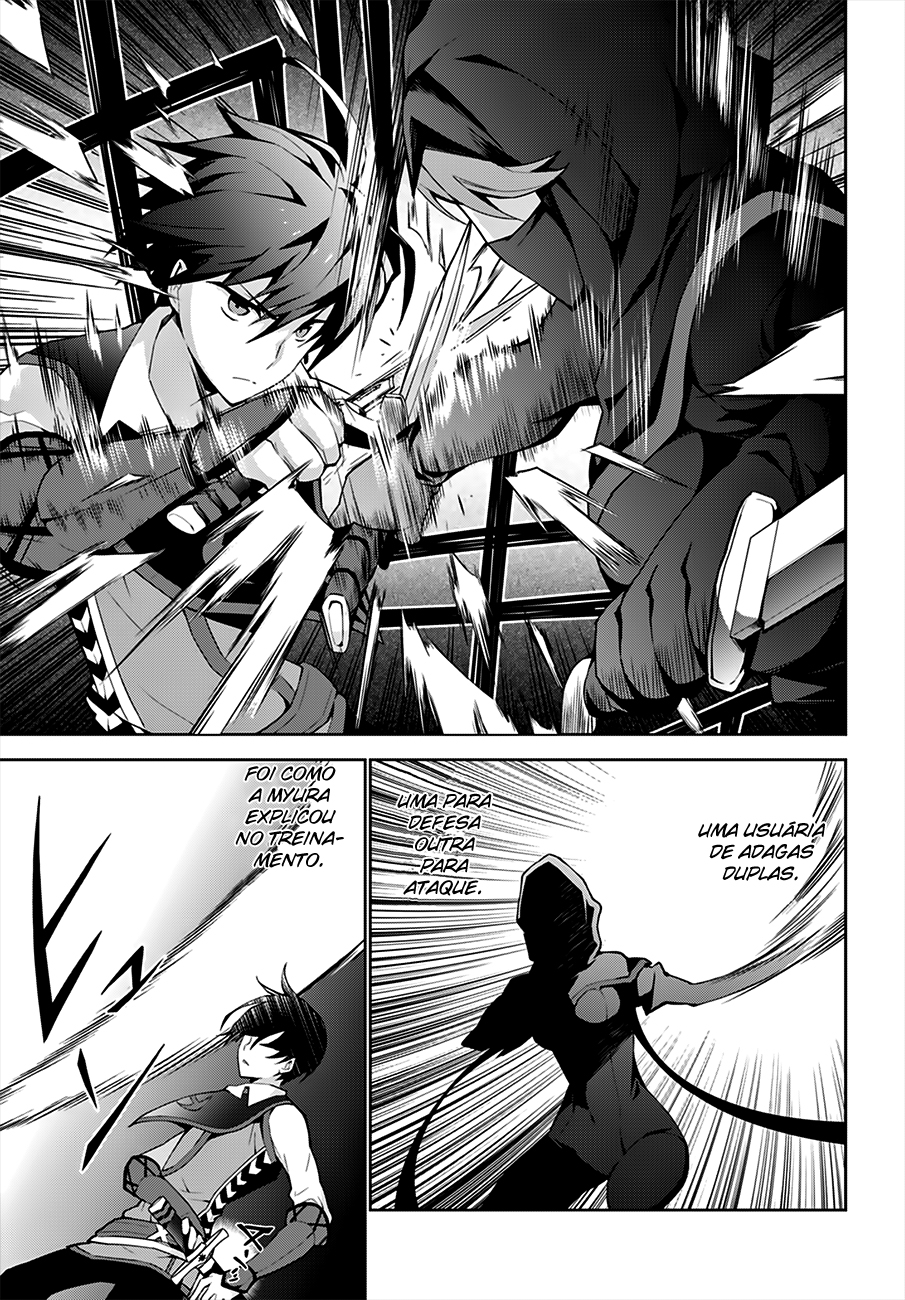 UMA USUÁRIA
DE ADAGAS
DUPLAS.
UMA PARA
DEFESA
OUTRA
PARA
ATAQUE.
FOI COMO
A MYURA
EXPLICOU
NO TREINA-
MENTO.